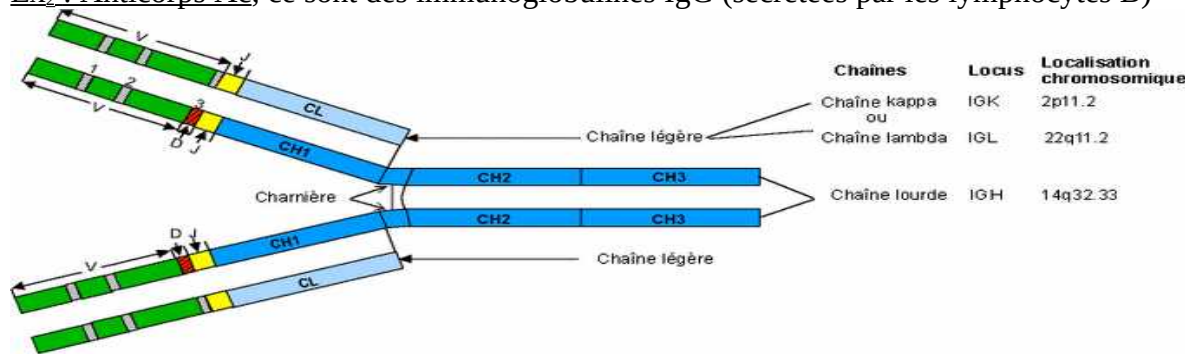 Ex₂ : Anticorps Ac, ce sont des immunoglobulines IgG (sécrétées par les lymphocytes B)
V
J
1
2
3
V
D
J
CL
CH1
Chaînes Locus Localisation chromosomique
Chaîne kappa IGK 2p11.2
ou
Chaîne légère
Chaîne lambda IGL 22q11.2
CH2 CH3
Charnière
Chaîne lourde IGH 14q32.33
CH2 CH3
D J
V
CH1
Chaîne légère
CL